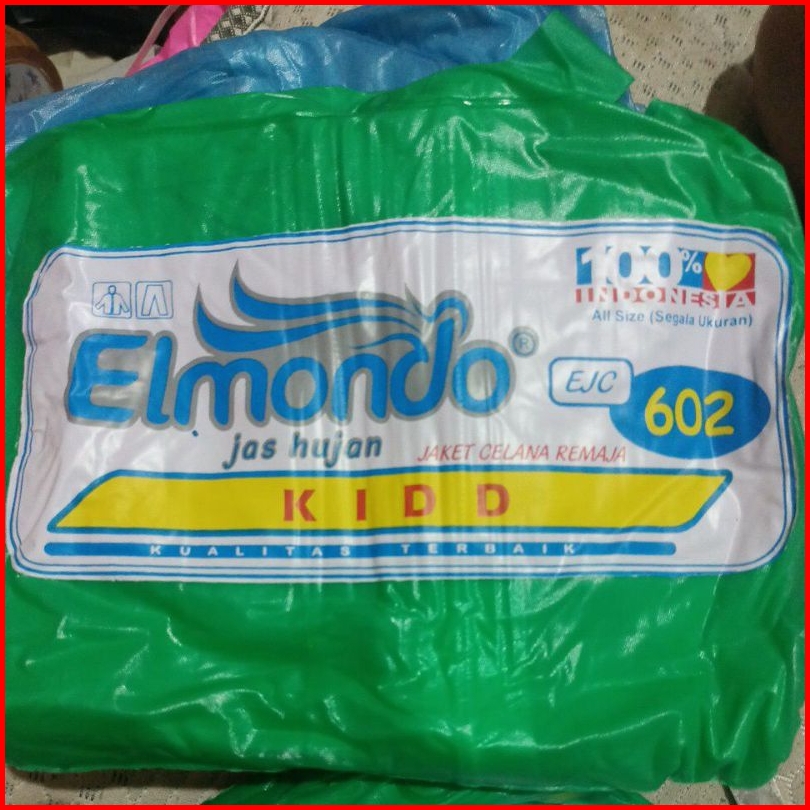 100% INDONESIA
All Size (Segala Ukuran)
Elmondo®
jas hujan
JAKET CELANA REMAJA
EJC 602
KIDD
KUALITAS TERBAIK